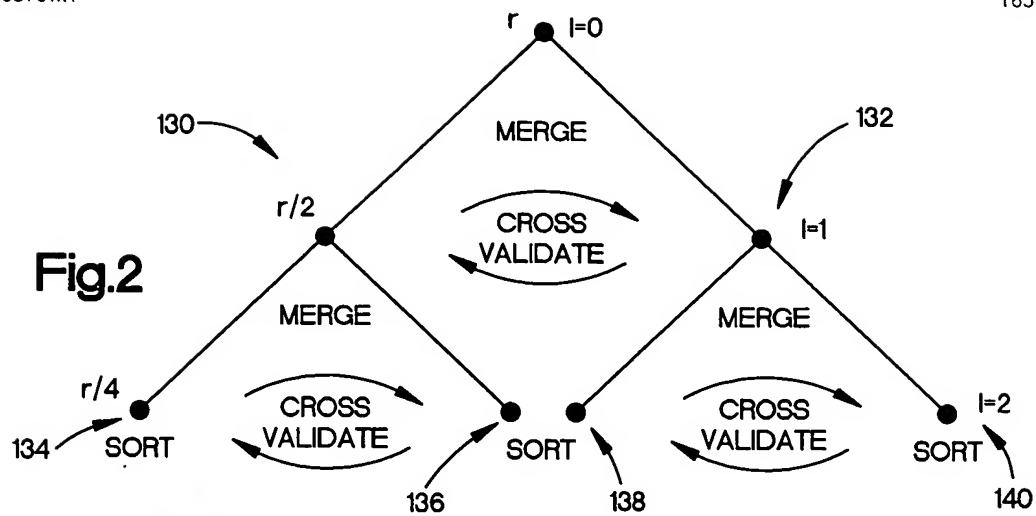 r l=0
130
MERGE
132
r/2
CROSS
VALIDATE
l=1
Fig.2
MERGE
MERGE
r/4
CROSS
VALIDATE
CROSS
VALIDATE
l=2
134
SORT
SORT
SORT
136
138
140